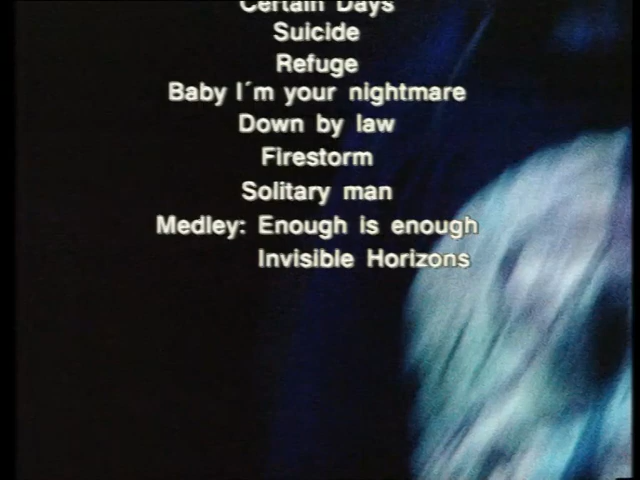 Certain Days
Suicide
Refuge
Baby I´m your nightmare
Down by law
Firestorm
Solitary man
Medley: Enough is enough
Invisible Horizons